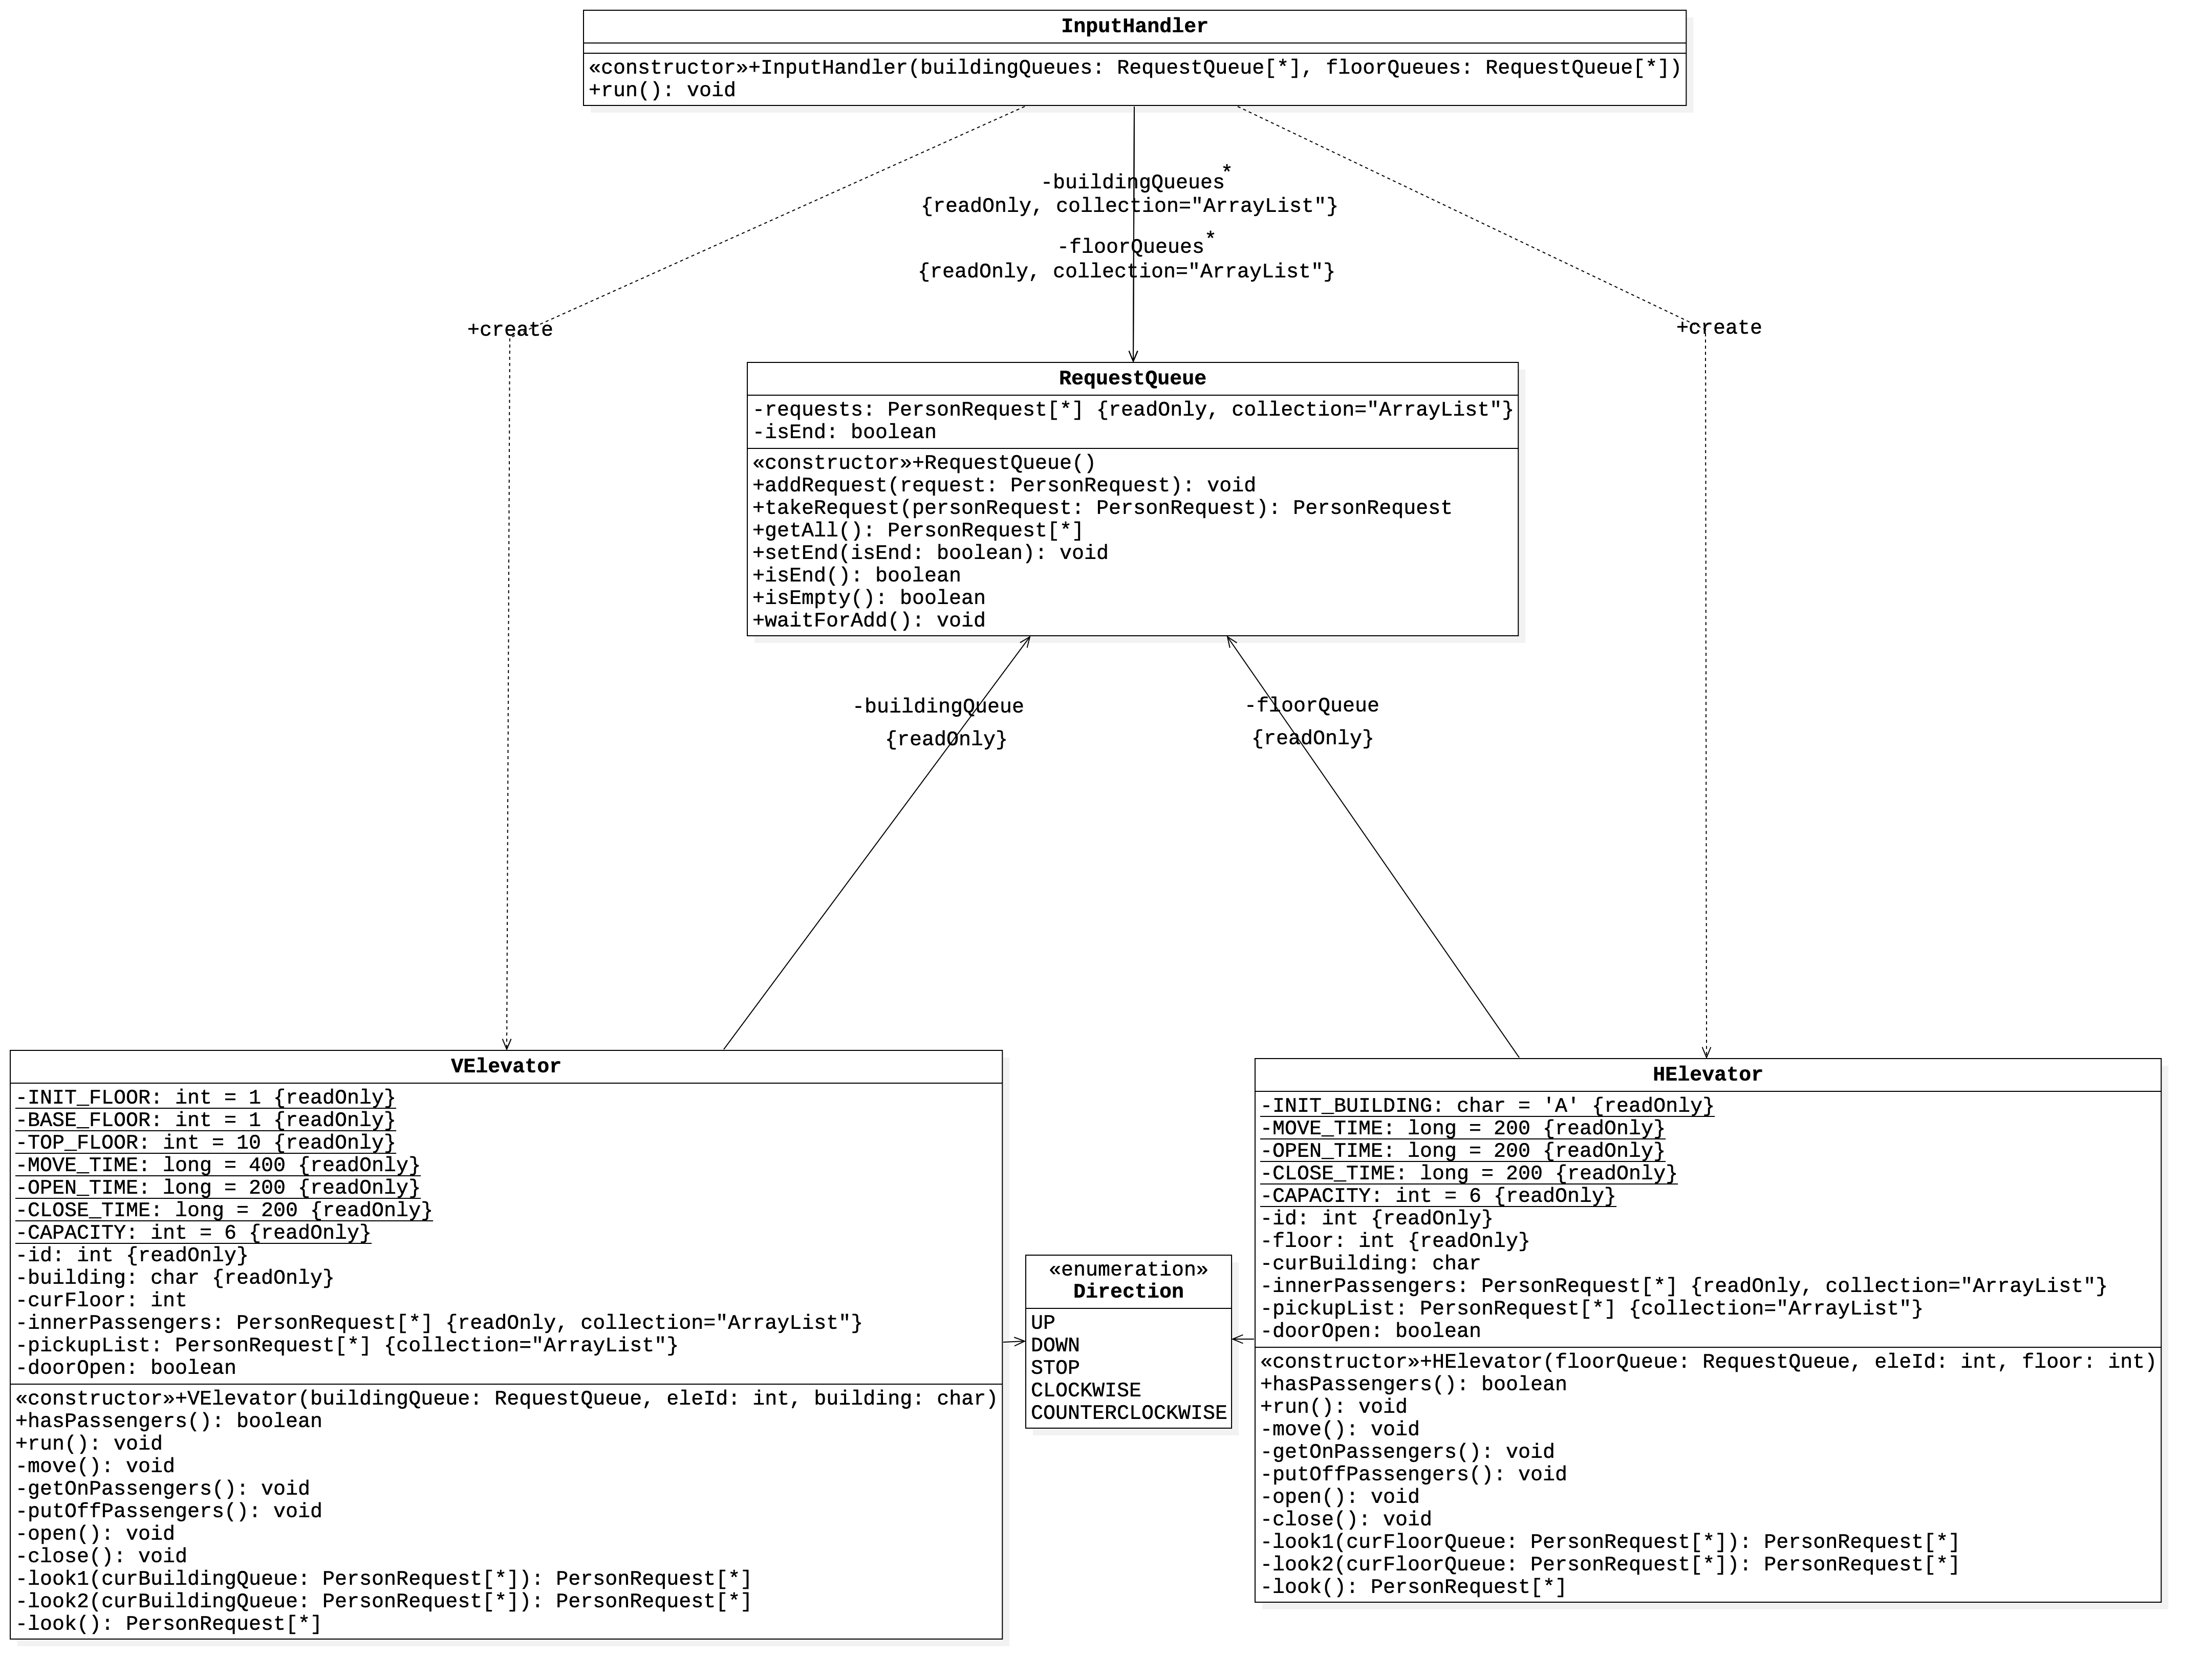 InputHandler
«constructor»+InputHandler(buildingQueues: RequestQueue[*], floorQueues: RequestQueue[*])
+run(): void
-buildingQueues
*
{readOnly, collection="ArrayList"}
-floorQueues
*
{readOnly, collection="ArrayList"}
+create
+create
RequestQueue
-requests: PersonRequest[*] {readOnly, collection="ArrayList"}
-isEnd: boolean
«constructor»+RequestQueue()
+addRequest(request: PersonRequest): void
+takeRequest(personRequest: PersonRequest): PersonRequest
+getAll(): PersonRequest[*]
+setEnd(isEnd: boolean): void
+isEnd(): boolean
+isEmpty(): boolean
+waitForAdd(): void
-buildingQueue
{readOnly}
-floorQueue
{readOnly}
VElevator
-INIT_FLOOR: int = 1 {readOnly}
-BASE_FLOOR: int = 1 {readOnly}
-TOP_FLOOR: int = 10 {readOnly}
-MOVE_TIME: long = 400 {readOnly}
-OPEN_TIME: long = 200 {readOnly}
-CLOSE_TIME: long = 200 {readOnly}
-CAPACITY: int = 6 {readOnly}
-id: int {readOnly}
-building: char {readOnly}
-curFloor: int
-innerPassengers: PersonRequest[*] {readOnly, collection="ArrayList"}
-pickupList: PersonRequest[*] {collection="ArrayList"}
-doorOpen: boolean
«constructor»+VElevator(buildingQueue: RequestQueue, eleId: int, building: char)
+hasPassengers(): boolean
+run(): void
-move(): void
-getOnPassengers(): void
-putOffPassengers(): void
-open(): void
-close(): void
-look1(curBuildingQueue: PersonRequest[*]): PersonRequest[*]
-look2(curBuildingQueue: PersonRequest[*]): PersonRequest[*]
-look(): PersonRequest[*]
«enumeration»
Direction
UP
DOWN
STOP
CLOCKWISE
COUNTERCLOCKWISE
HElevator
-INIT_BUILDING: char = 'A' {readOnly}
-MOVE_TIME: long = 200 {readOnly}
-OPEN_TIME: long = 200 {readOnly}
-CLOSE_TIME: long = 200 {readOnly}
-CAPACITY: int = 6 {readOnly}
-id: int {readOnly}
-floor: int {readOnly}
-curBuilding: char
-innerPassengers: PersonRequest[*] {readOnly, collection="ArrayList"}
-pickupList: PersonRequest[*] {collection="ArrayList"}
-doorOpen: boolean
«constructor»+HElevator(floorQueue: RequestQueue, eleId: int, floor: int)
+hasPassengers(): boolean
+run(): void
-move(): void
-getOnPassengers(): void
-putOffPassengers(): void
-open(): void
-close(): void
-look1(curFloorQueue: PersonRequest[*]): PersonRequest[*]
-look2(curFloorQueue: PersonRequest[*]): PersonRequest[*]
-look(): PersonRequest[*]